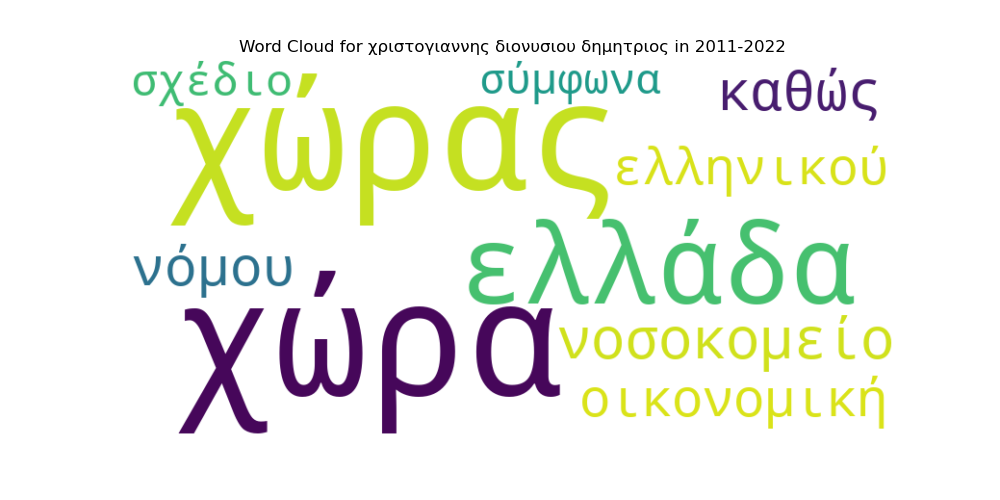 Word Cloud for χριστογιαννης διονυσιου δημητριος in 2011-2022
σχέδιο
σύμφωνα
καθώς
χώρας
ελληνικού
νόμου
ελλάδα
χώρα
νοσοκομείο
οικονομική